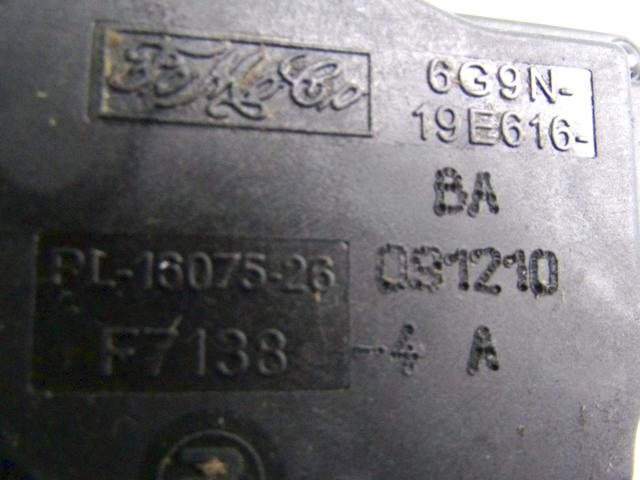 FoMoCo
6G9N-
19E616-
BA
PL-16075-26
081210
F7138
-4 A